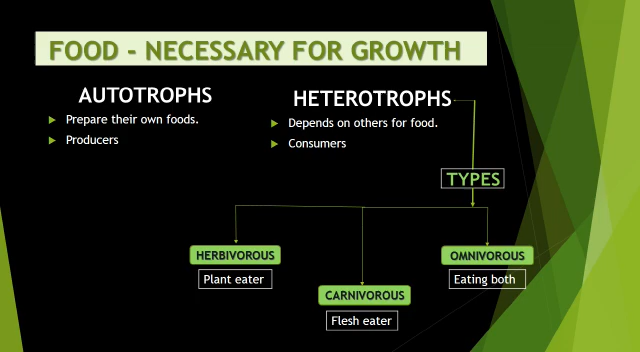 FOOD - NECESSARY FOR GROWTH
AUTOTROPHS
Prepare their own foods.
Producers
HETEROTROPHS
Depends on others for food.
Consumers
TYPES
HERBIVOROUS
Plant eater
CARNIVOROUS
Flesh eater
OMNIVOROUS
Eating both